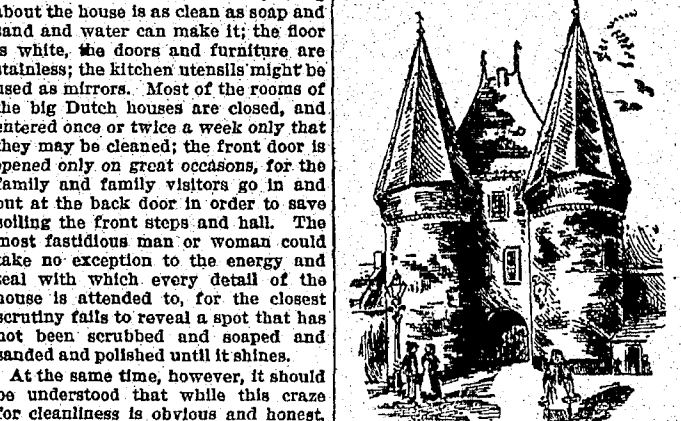 about the house is as clean as soap and
sand and water can make it; the floor
is white, the doors and furniture are
stainless; the kitchen utensils might be
used as mirrors. Most of the rooms of
the big Dutch houses are closed, and
entered once or twice a week only that
they may be cleaned; the front door is
opened only on great occasons, for the
family and family visitors go in and
out at the back door in order to save
soiling the front steps and hall. The
most fastidious man or woman could
take no exception to the energy and
zeal with which every detail of the
house is attended to, for the closest
scrutiny fails to reveal a spot that has
not been scrubbed and soaped and
sanded and polished until it shines.
At the same time, however, it should
be understood that while this craze
for cleanliness is obvious and honest,